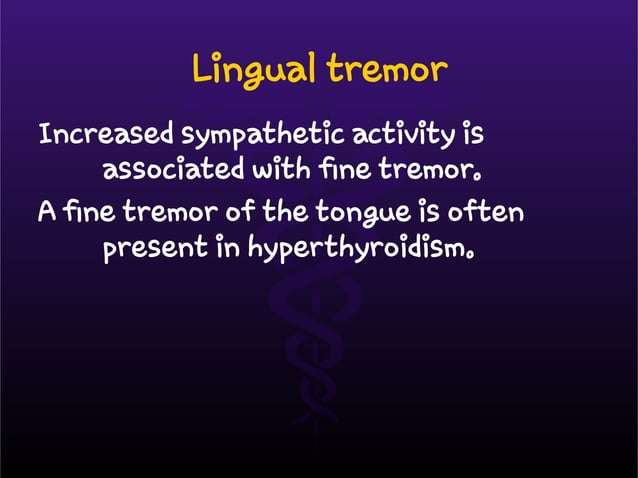 Lingual tremor
Increased sympathetic activity is
associated with fine tremor.
A fine tremor of the tongue is often
present in hyperthyroidism.